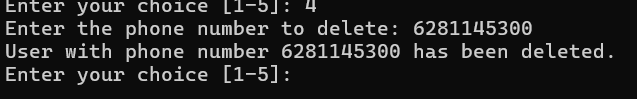 Enter your choice [1-5]: 4
Enter the phone number to delete: 6281145300
User with phone number 6281145300 has been deleted.
Enter your choice [1-5]: